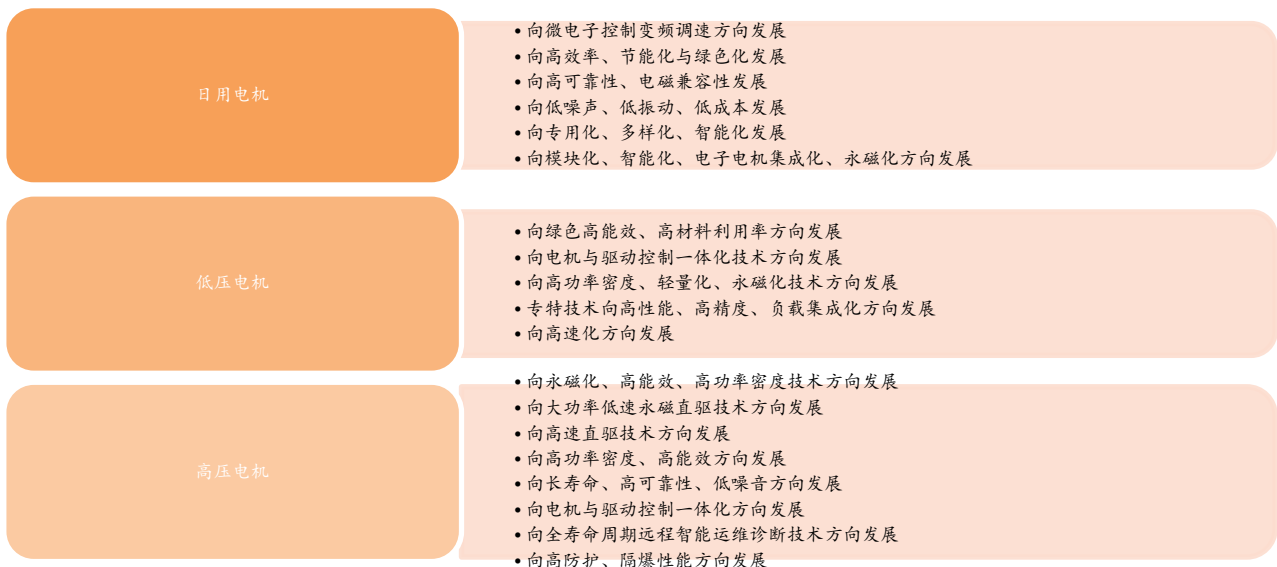 日用电机
• 向微电子控制变频调速方向发展
• 向高效率、节能化与绿色化发展
• 向高可靠性、电磁兼容性发展
• 向低噪声、低振动、低成本发展
• 向专用化、多样化、智能化发展
• 向模块化、智能化、电子电机集成化、永磁化方向发展
低压电机
• 向绿色高能效、高材料利用率方向发展
• 向电机与驱动控制一体化技术方向发展
• 向高功率密度、轻量化、永磁化技术方向发展
• 专特技术向高性能、高精度、负载集成化方向发展
• 向高速化方向发展
高压电机
• 向永磁化、高能效、高功率密度技术方向发展
• 向大功率低速永磁直驱技术方向发展
• 向高速直驱技术方向发展
• 向高功率密度、高能效方向发展
• 向长寿命、高可靠性、低噪音方向发展
• 向电机与驱动控制一体化方向发展
• 向全寿命周期远程智能运维诊断技术方向发展
• 向高防护、隔爆性能方向发展